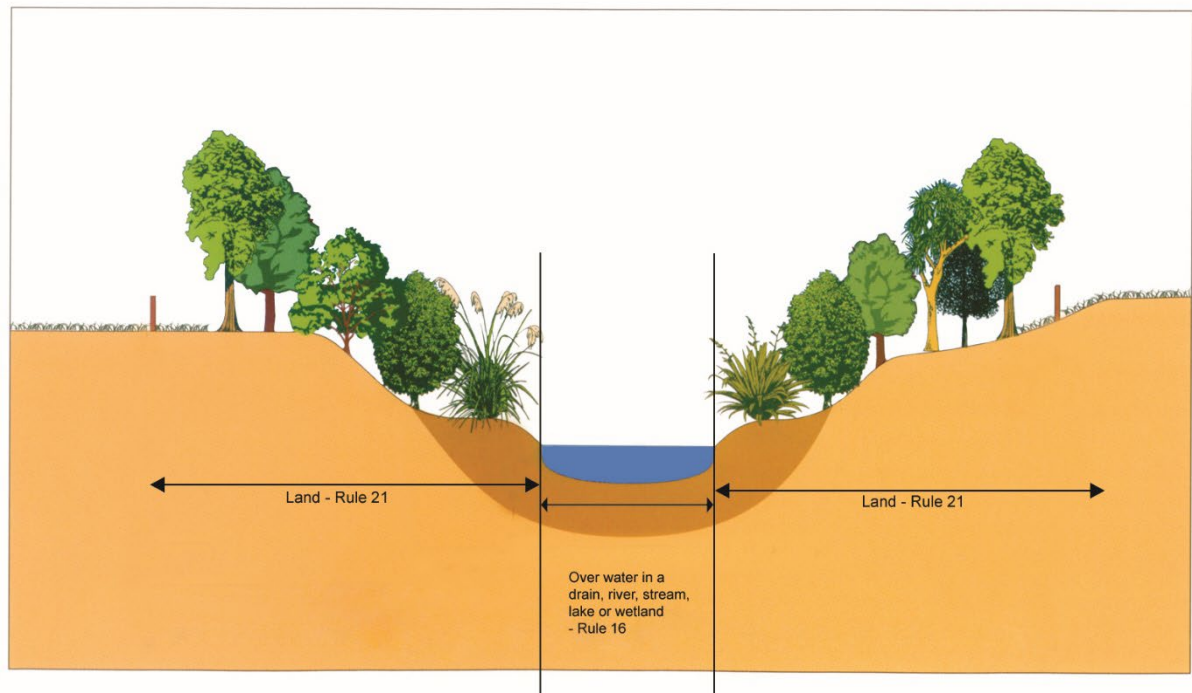 Land - Rule 21
Land - Rule 21
Over water in a
drain, river, stream,
lake or wetland
- Rule 16